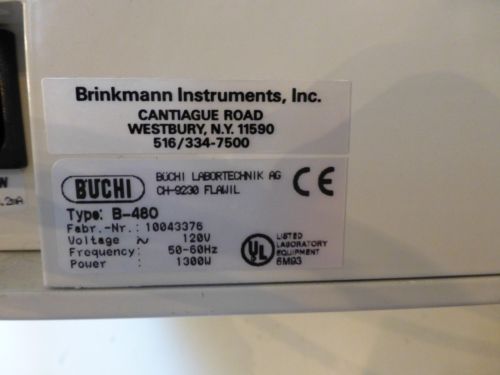 Brinkmann Instruments, Inc.
CANTIAGUE ROAD
WESTBURY, N.Y. 11590
516/334-7500
BÜCHI
BÜCHI LABORTECHNIK AG
CH-9230 FLAWIL
CE
Type: B-480
Fabr.-Nr.: 10043376
Voltage ~ 120V
Frequency: 50-60Hz
Power : 1300W
UL
LISTED
LABORATORY
EQUIPMENT
6M93